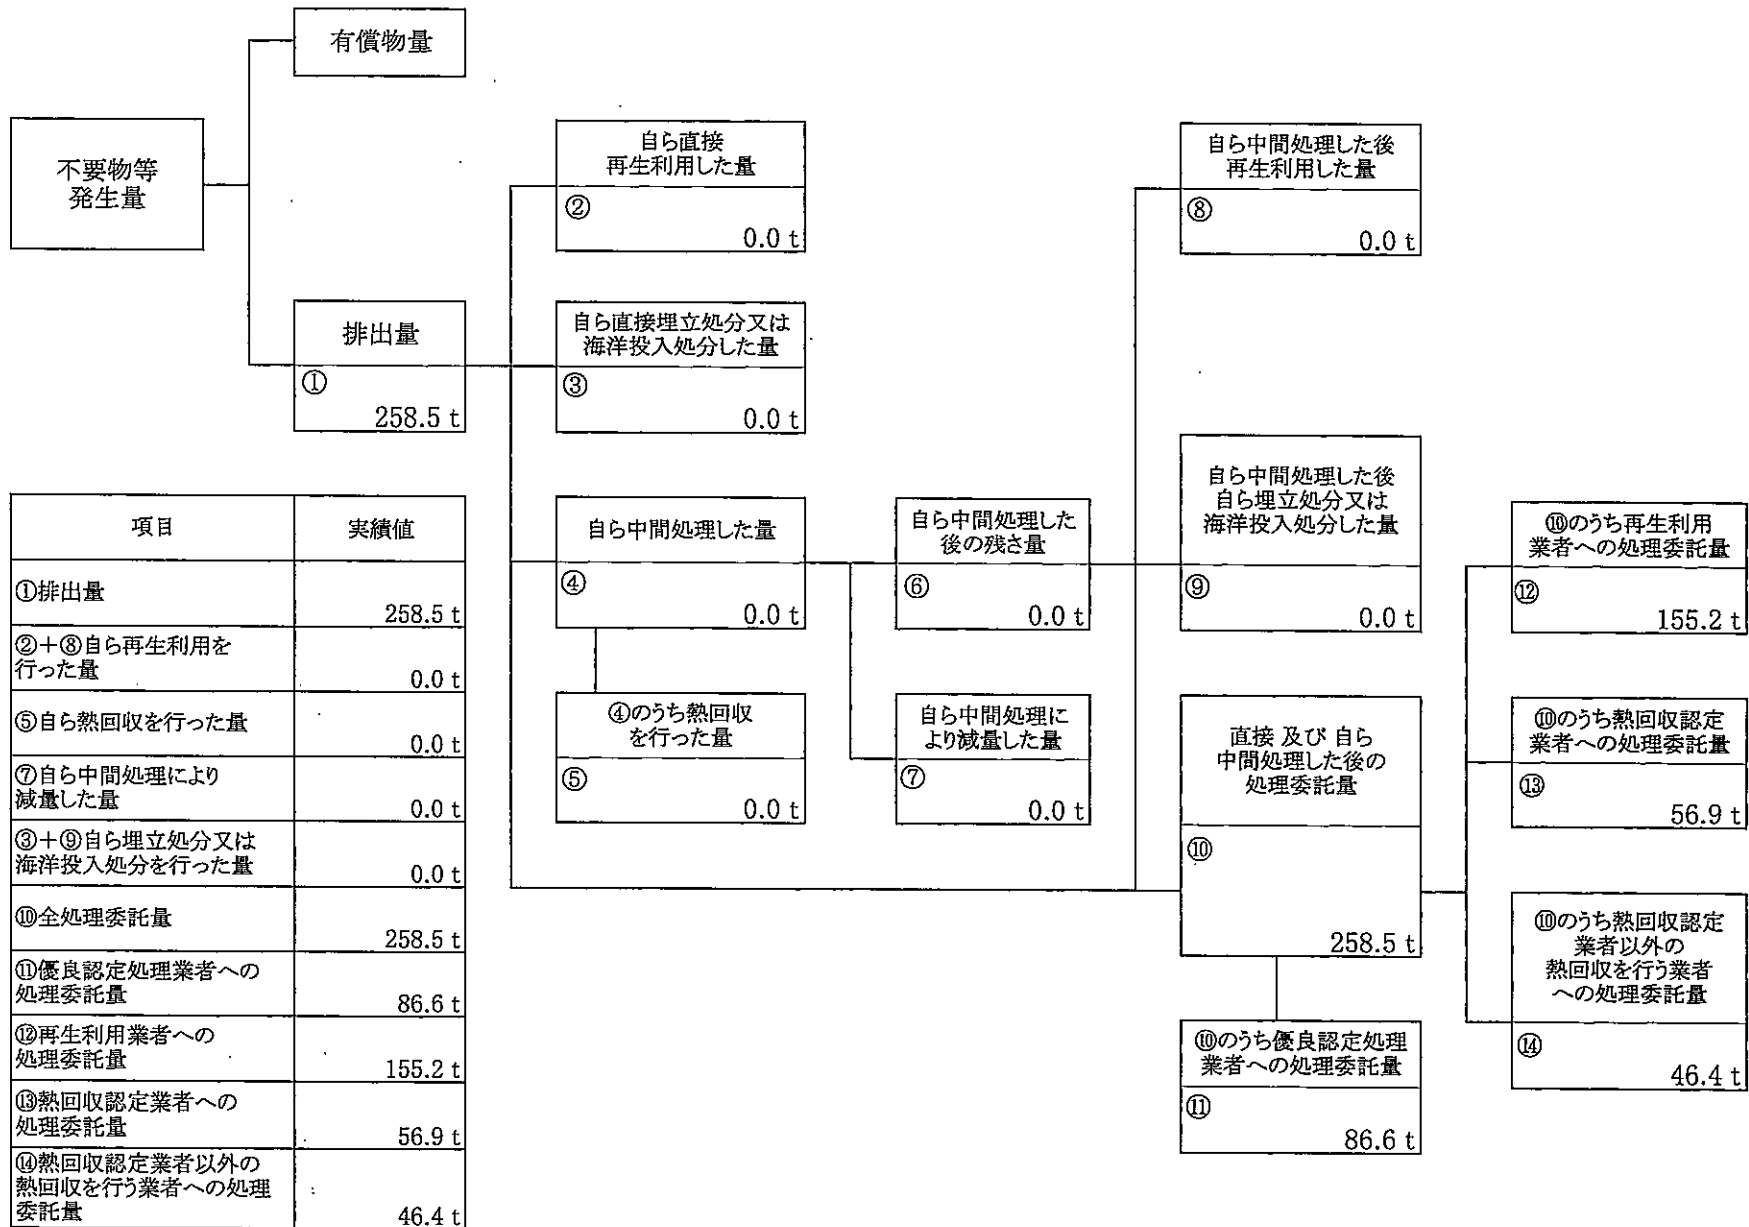 有償物量
不要物等
発生量
排出量
①
258.5 t
自ら直接
再生利用した量
②
0.0 t
自ら直接埋立処分又は
海洋投入処分した量
③
0.0 t
自ら中間処理した量
④
0.0 t
④のうち熱回収
を行った量
⑤
0.0 t
自ら中間処理した
後の残さ量
⑥
0.0 t
自ら中間処理に
より減量した量
⑦
0.0 t
自ら中間処理した後
再生利用した量
⑧
0.0 t
自ら中間処理した後
自ら埋立処分又は
海洋投入処分した量
⑨
0.0 t
直接 及び 自ら
中間処理した後の
処理委託量
⑩
258.5 t
⑩のうち優良認定処理
業者への処理委託量
⑪
86.6 t
⑩のうち再生利用
業者への処理委託量
⑫
155.2 t
⑩のうち熱回収認定
業者への処理委託量
⑬
56.9 t
⑩のうち熱回収認定
業者以外の
熱回収を行う業者
への処理委託量
⑭
46.4 t
項目 実績値
①排出量
258.5 t
②+⑧自ら再生利用を
行った量
0.0 t
⑤自ら熱回収を行った量
0.0 t
⑦自ら中間処理により
減量した量
0.0 t
③+⑨自ら埋立処分又は
海洋投入処分を行った量
0.0 t
⑩全処理委託量
258.5 t
⑪優良認定処理業者への
処理委託量
86.6 t
⑫再生利用業者への
処理委託量
155.2 t
⑬熱回収認定業者への
処理委託量
56.9 t
⑭熱回収認定業者以外の
熱回収を行う業者への処理
委託量
46.4 t